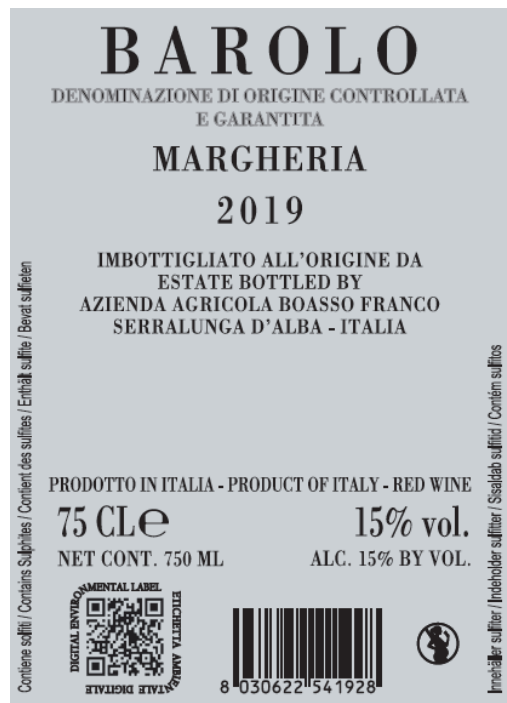 BAROLO
DENOMINAZIONE DI ORIGINE CONTROLLATA
E GARANTITA
MARGHERIA
2019
IMBOTTIGLIATO ALL'ORIGINE DA
ESTATE BOTTLED BY
AZIENDA AGRICOLA BOASSO FRANCO
SERRALUNGA D'ALBA - ITALIA
Contiene solfiti / Contains Sulphites / Contient des sulfites / Enthält sulfite / Bevat sulfieten
Innehåller sulfiter / Indeholder sulfitter / Sisaldab sulfitid / Contém sulfitos
PRODOTTO IN ITALIA - PRODUCT OF ITALY - RED WINE
75 CL℮
15% vol.
NET CONT. 750 ML
ALC. 15% BY VOL.
DIGITAL ENVIRONMENTAL LABEL
ETICHETTA AMBIENTALE DIGITALE
8 030622 541928